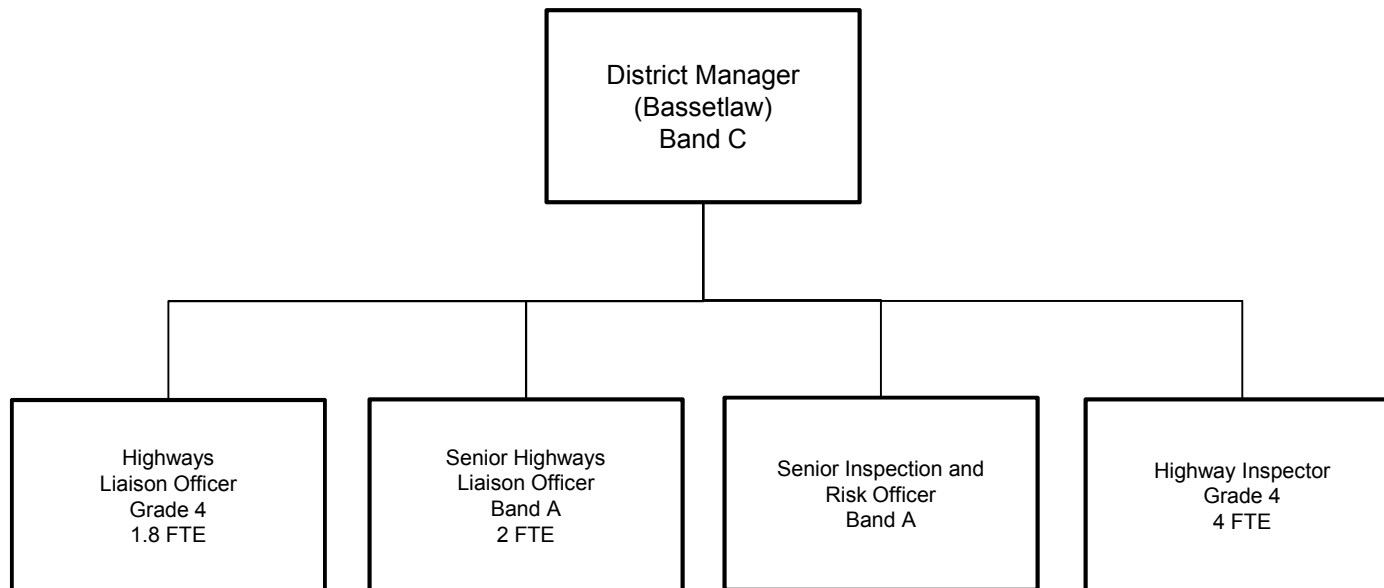 District Manager
(Bassetlaw)
Band C
Highways
Liaison Officer
Grade 4
1.8 FTE
Senior Highways
Liaison Officer
Band A
2 FTE
Senior Inspection and
Risk Officer
Band A
Highway Inspector
Grade 4
4 FTE